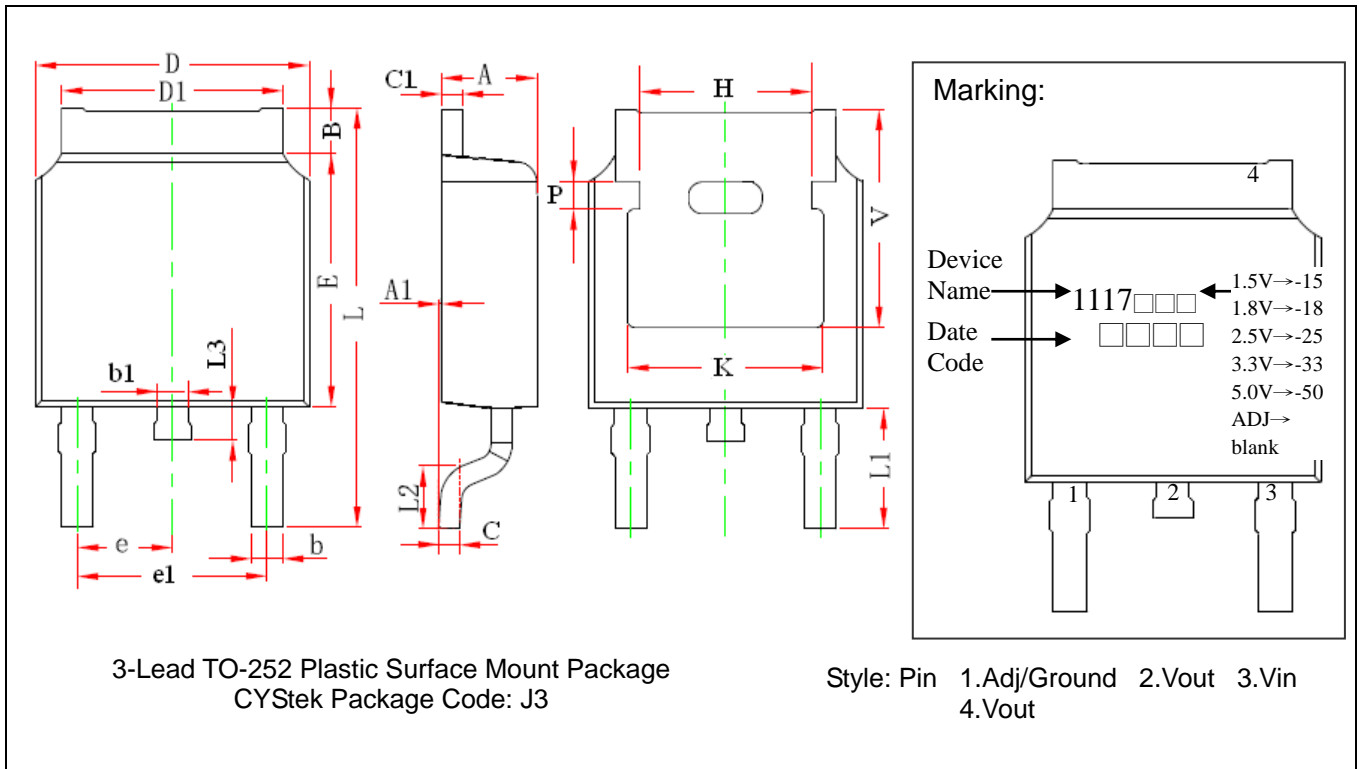 D
D1
B
E
L
L3
b1
e
e1
b
C1
A
A1
L2
C
H
P
V
K
L1
Marking:
4
Device
Name
1117□□□
Date
Code
□□□□
1.5V→-15
1.8V→-18
2.5V→-25
3.3V→-33
5.0V→-50
ADJ→
blank
1
2
3
3-Lead TO-252 Plastic Surface Mount Package
CYStek Package Code: J3
Style: Pin 1.Adj/Ground 2.Vout 3.Vin
4.Vout